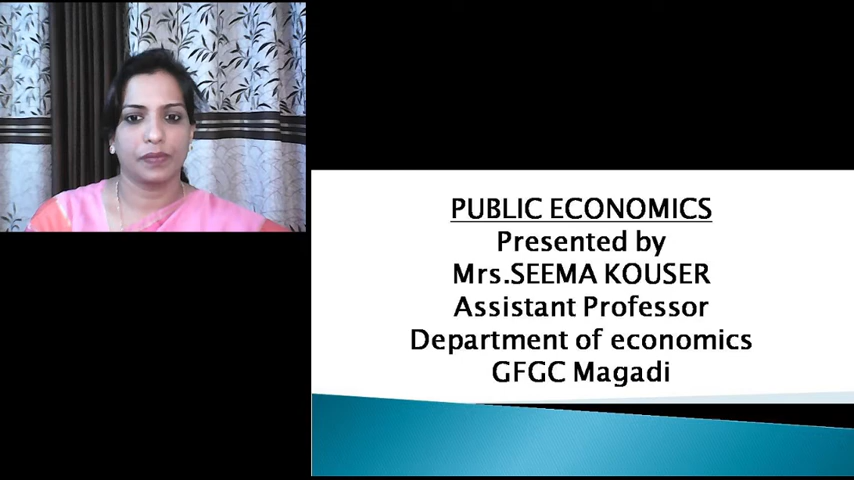 PUBLIC ECONOMICS
Presented by
Mrs.SEEMA KOUSER
Assistant Professor
Department of economics
GFGC Magadi